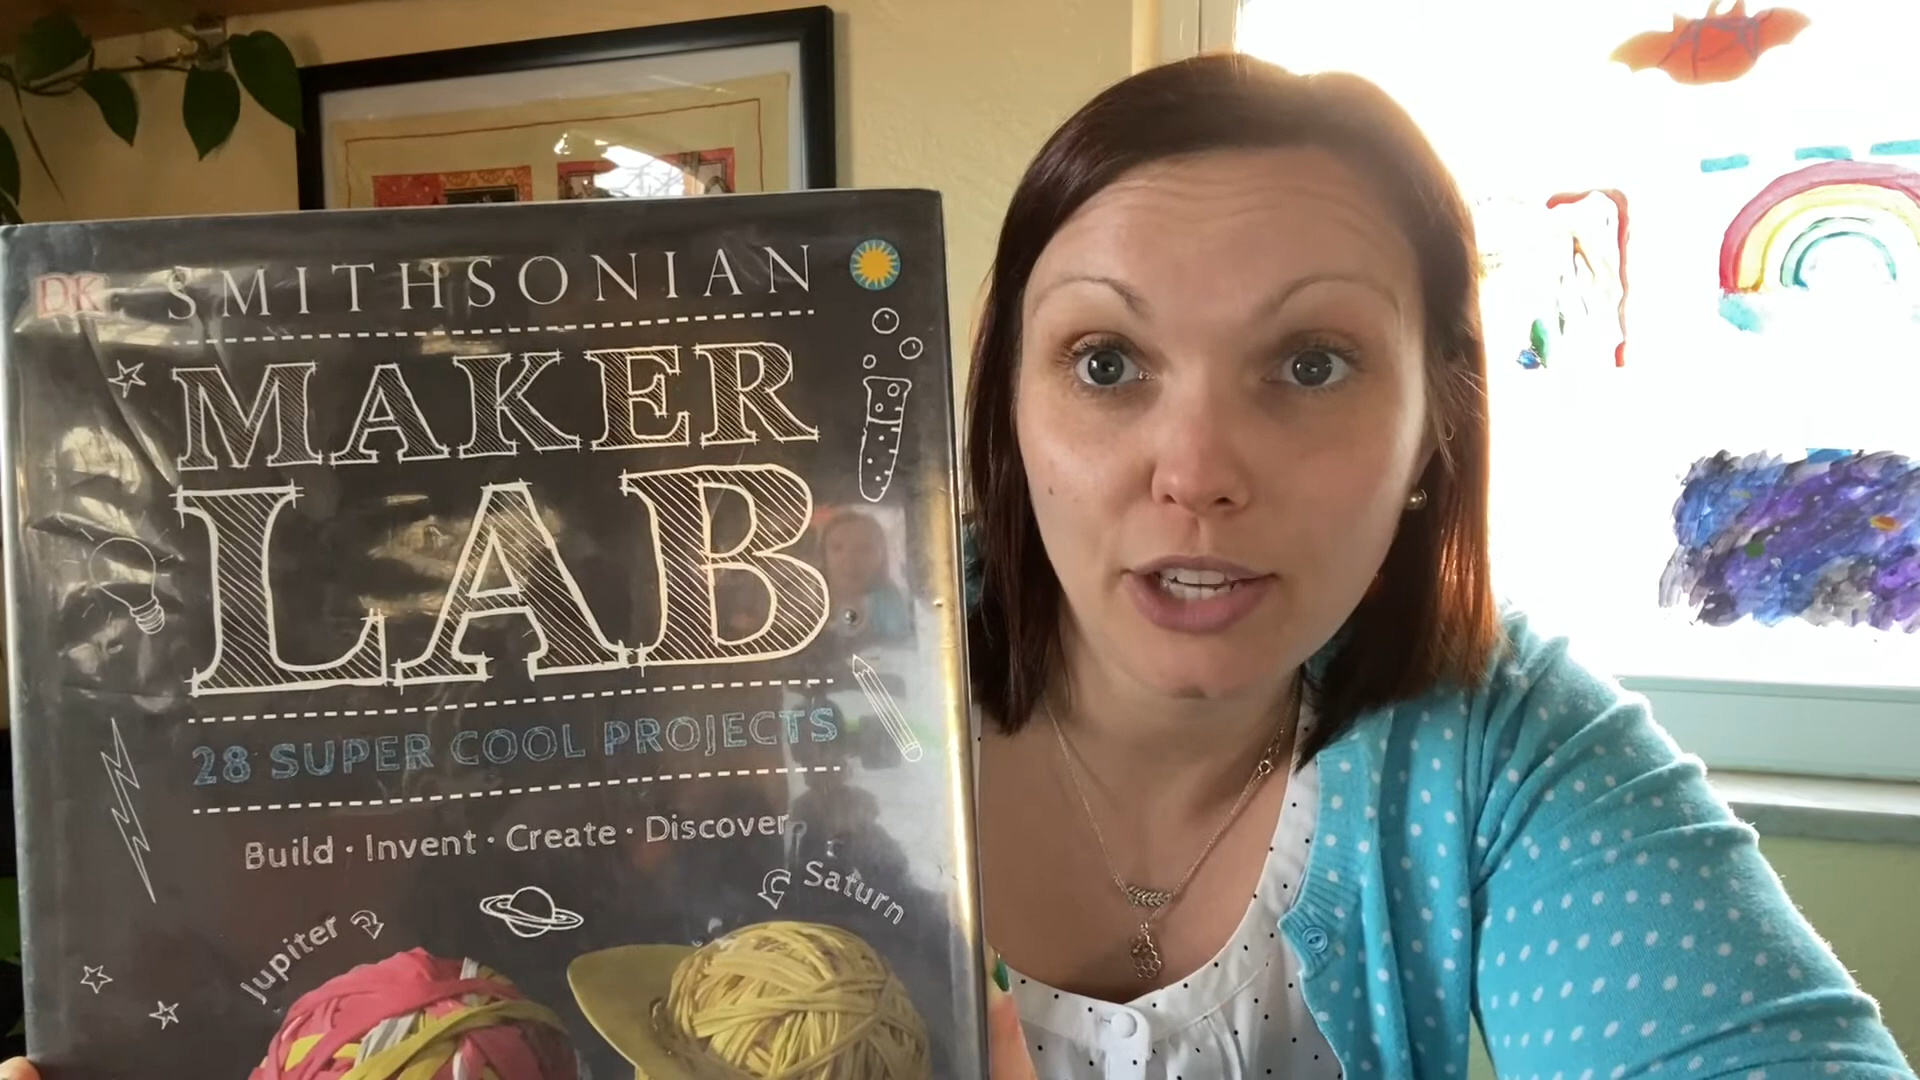 DK SMITHSONIAN
MAKER
LAB
28 SUPER COOL PROJECTS
Build · Invent · Create · Discover
Saturn
Jupiter